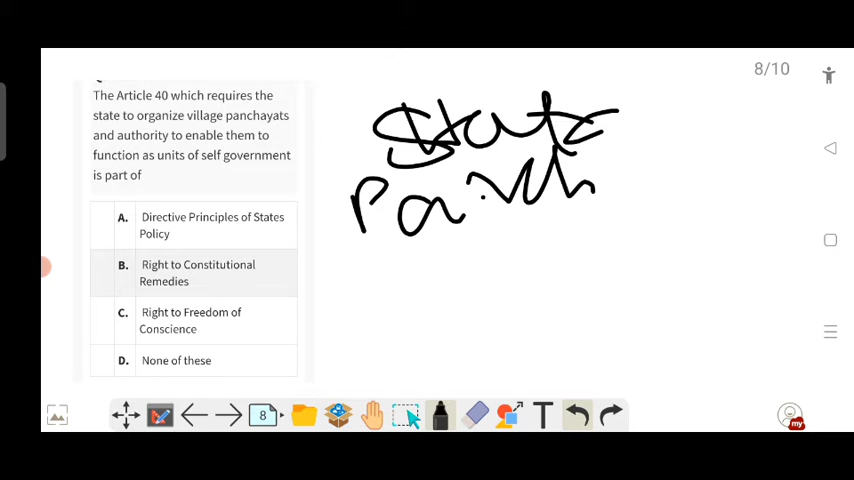 8/10
The Article 40 which requires the
state to organize village panchayats
and authority to enable them to
function as units of self government
is part of
A. Directive Principles of States
Policy
B. Right to Constitutional
Remedies
C. Right to Freedom of
Conscience
D. None of these
State
8
T
my